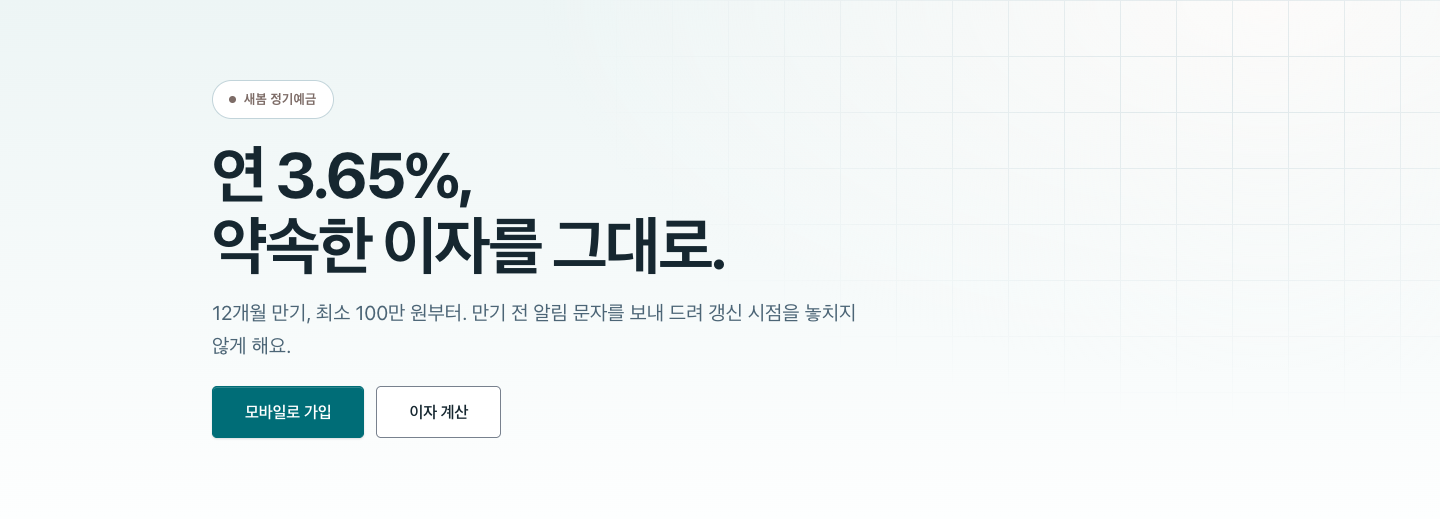 새봄 정기예금
연 3.65%,
약속한 이자를 그대로.
12개월 만기, 최소 100만 원부터. 만기 전 알림 문자를 보내 드려 갱신 시점을 놓치지
않게 해요.
모바일로 가입
이자 계산